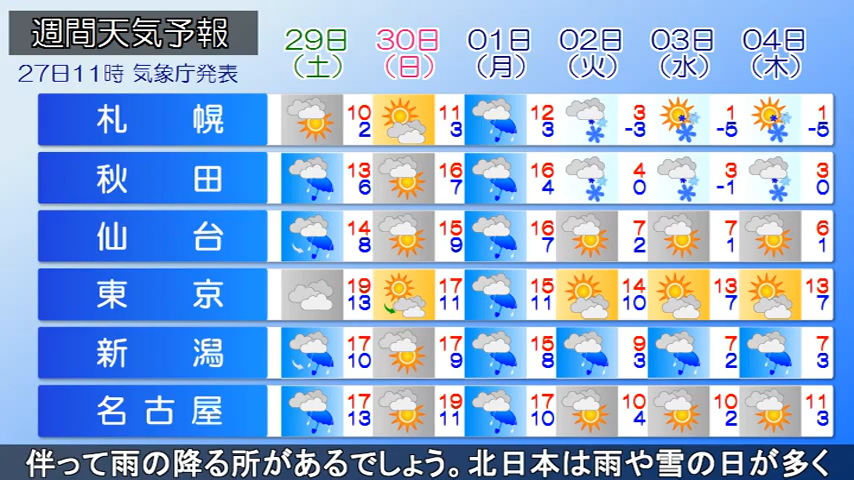 週間天気予報
27日11時 気象庁発表
29日 30日 01日 02日 03日 04日
(土) (日) (月) (火) (水) (木)
札幌 10 2 11 3 12 3 3 -3 1 -5 1 -5
秋田 13 6 16 7 16 4 4 0 3 -1 3 0
仙台 14 8 15 9 16 7 7 2 7 1 6 1
東京 19 13 17 11 15 11 14 10 13 7 13 7
新潟 17 10 17 9 15 8 9 3 7 2 7 3
名古屋 17 13 19 11 17 10 10 4 10 2 11 3
伴って雨の降る所があるでしょう。北日本は雨や雪の日が多く